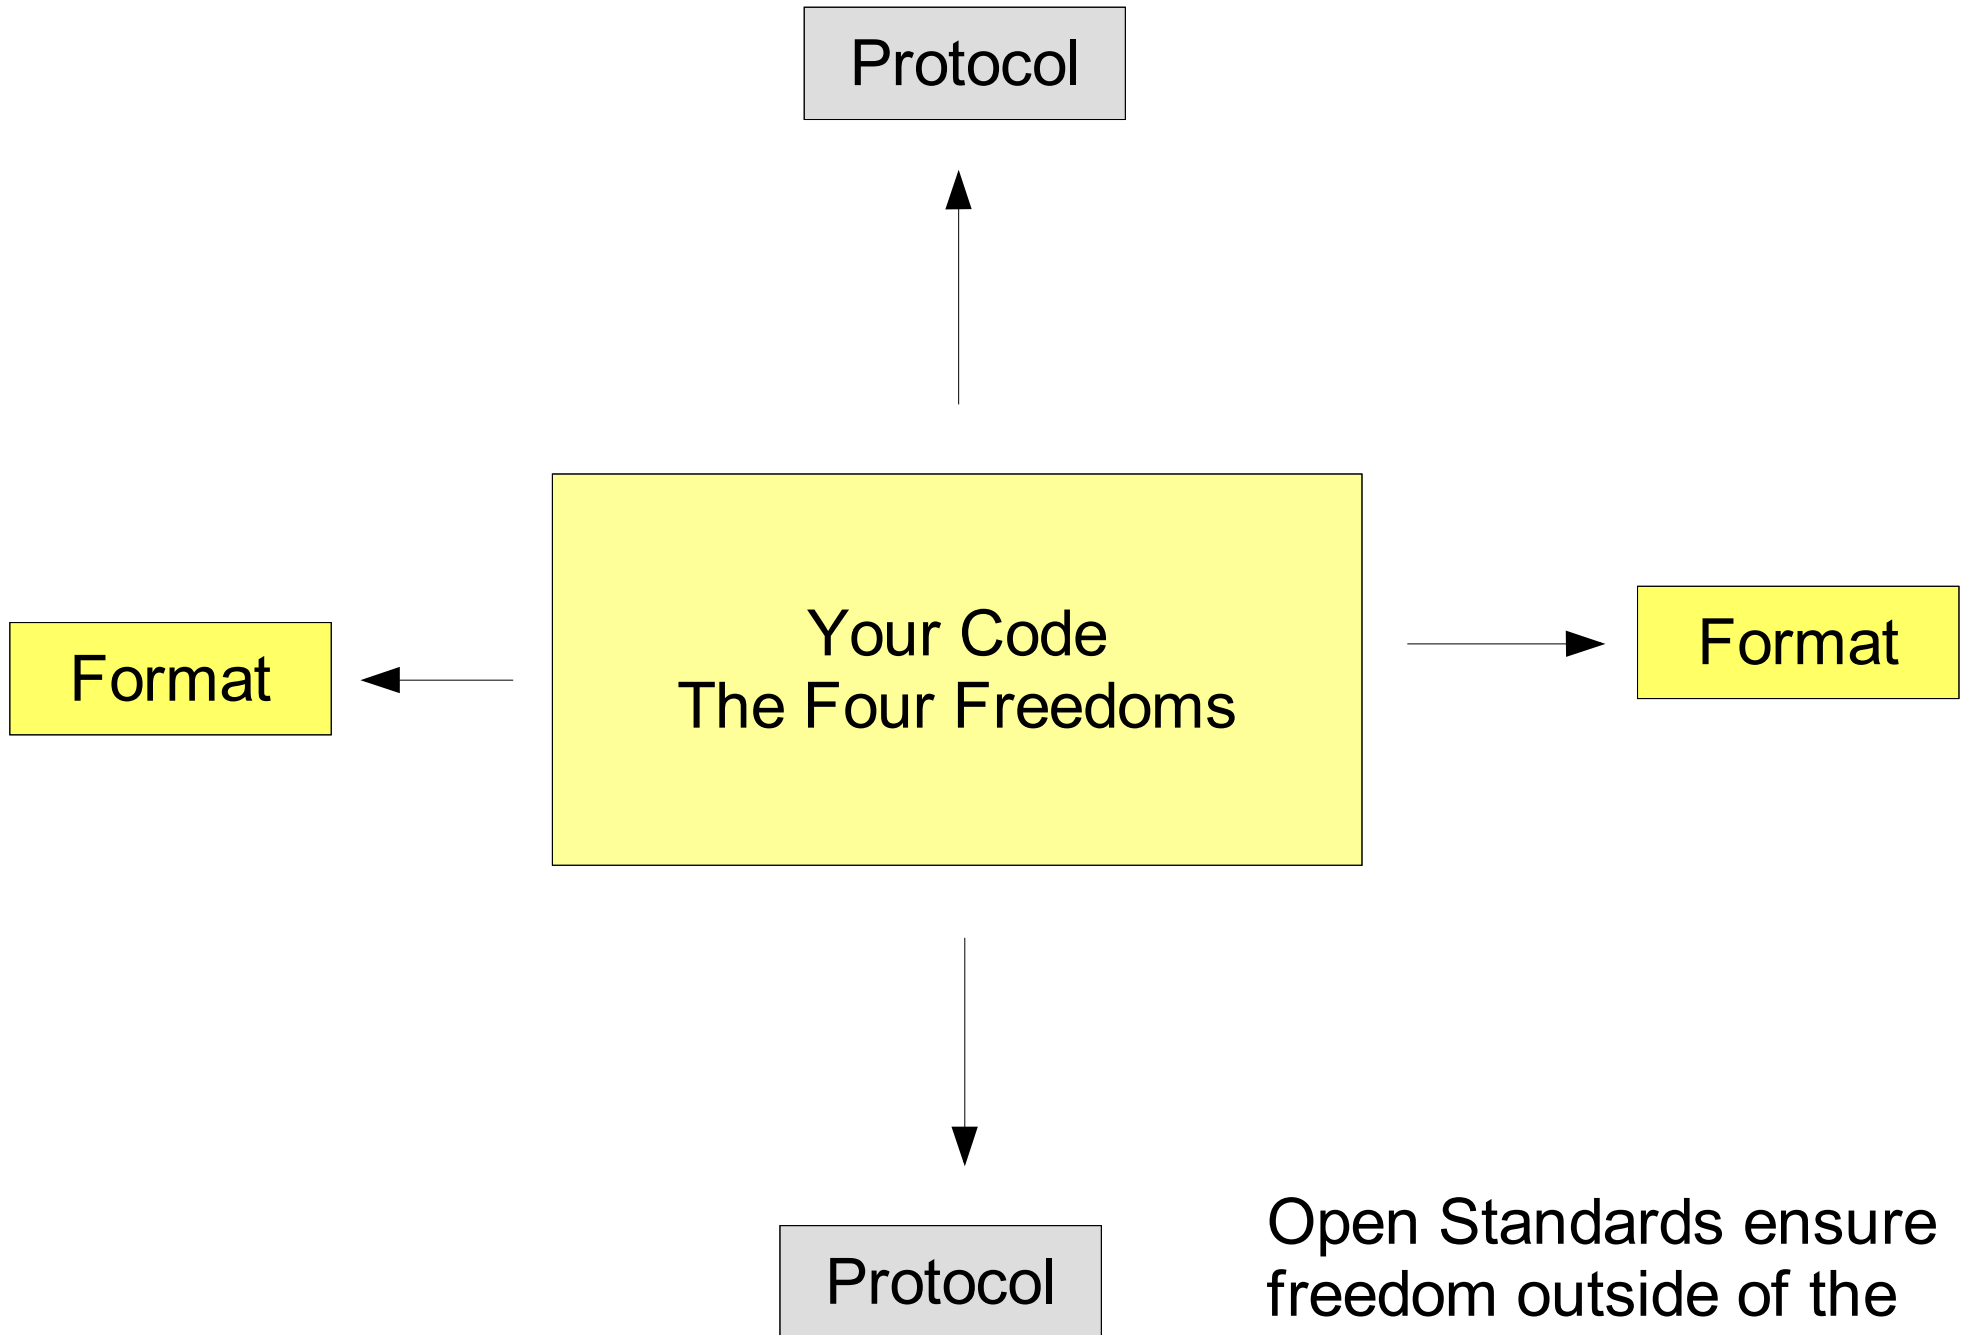 Protocol
Your Code
The Four Freedoms
Format
Format
Protocol
Open Standards ensure
freedom outside of the